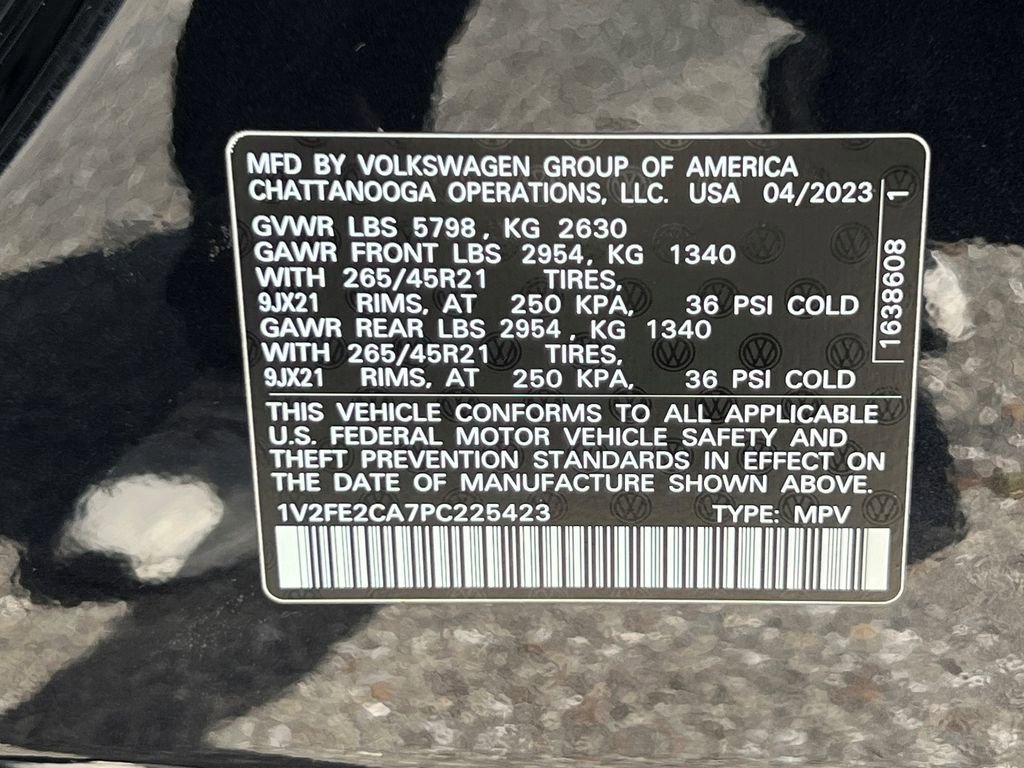 MFD BY VOLKSWAGEN GROUP OF AMERICA
CHATTANOOGA OPERATIONS, LLC. USA 04/2023
GVWR LBS 5798, KG 2630
GAWR FRONT LBS 2954, KG 1340
WITH 265/45R21 TIRES,
9JX21 RIMS, AT 250 KPA, 36 PSI COLD
GAWR REAR LBS 2954, KG 1340
WITH 265/45R21 TIRES,
9JX21 RIMS, AT 250 KPA, 36 PSI COLD
1638608 1
THIS VEHICLE CONFORMS TO ALL APPLICABLE
U.S. FEDERAL MOTOR VEHICLE SAFETY AND
THEFT PREVENTION STANDARDS IN EFFECT ON
THE DATE OF MANUFACTURE SHOWN ABOVE.
1V2FE2CA7PC225423 TYPE: MPV